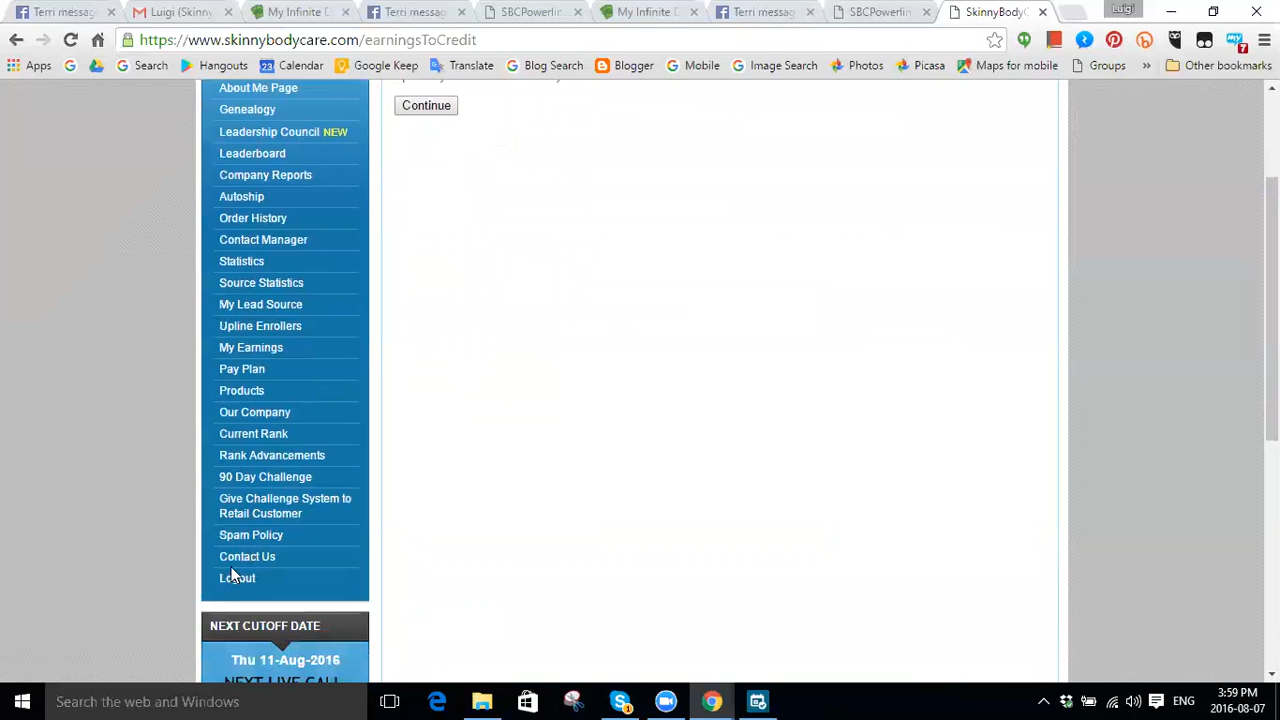 Terri messag
Luigi (Skinny
My Infinite D
Terri messag
SBCPowerlin
My Infinite D
Terri messag
SBCPowerlin
SkinnyBodyC
Luigi
https://www.skinnybodycare.com/earningsToCredit
Apps
Search
Hangouts
23 Calendar
Google Keep
Translate
Blog Search
Blogger
Mobile
Image Search
Photos
Picasa
Maps for mobile
Groups
»
Other bookmarks
About Me Page
Continue
Genealogy
Leadership Council NEW
Leaderboard
Company Reports
Autoship
Order History
Contact Manager
Statistics
Source Statistics
My Lead Source
Upline Enrollers
My Earnings
Pay Plan
Products
Our Company
Current Rank
Rank Advancements
90 Day Challenge
Give Challenge System to
Retail Customer
Spam Policy
Contact Us
Logout
NEXT CUTOFF DATE
Thu 11-Aug-2016
NEXT LIVE CALL
Search the web and Windows
ENG
3:59 PM
2016-08-07